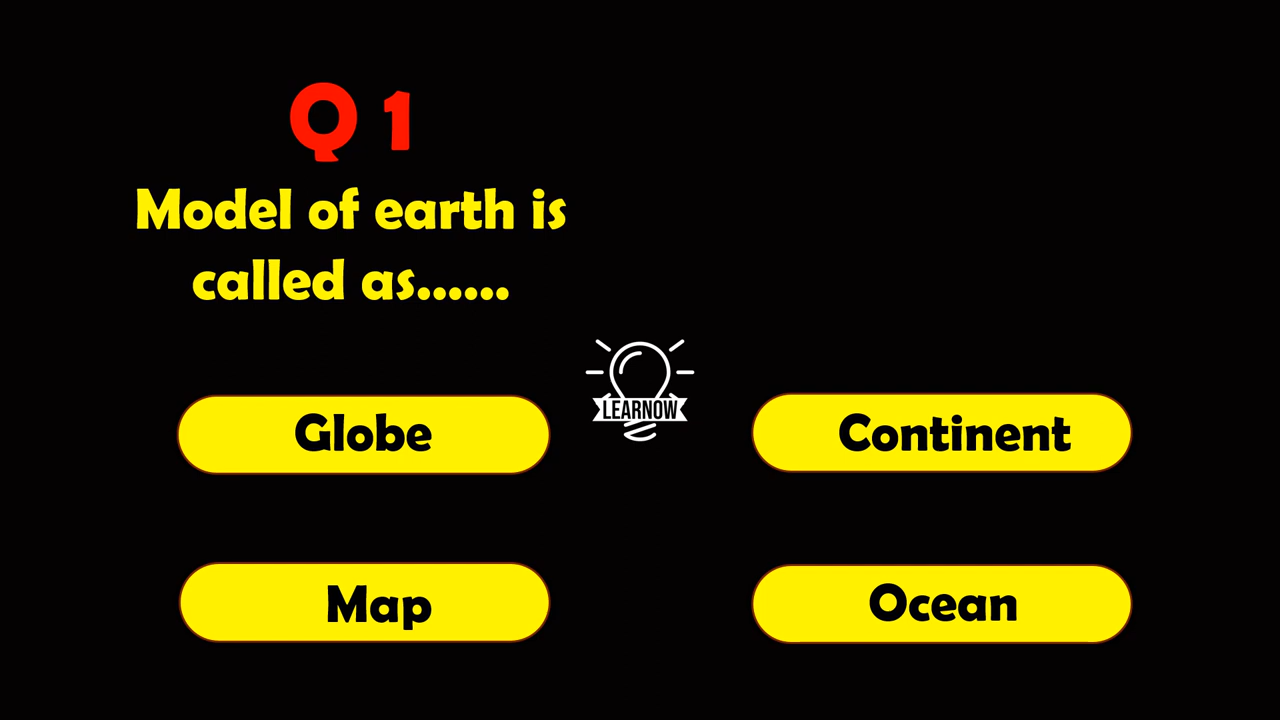 Q 1
Model of earth is
called as......
LEARNOW
Globe
Continent
Map
Ocean